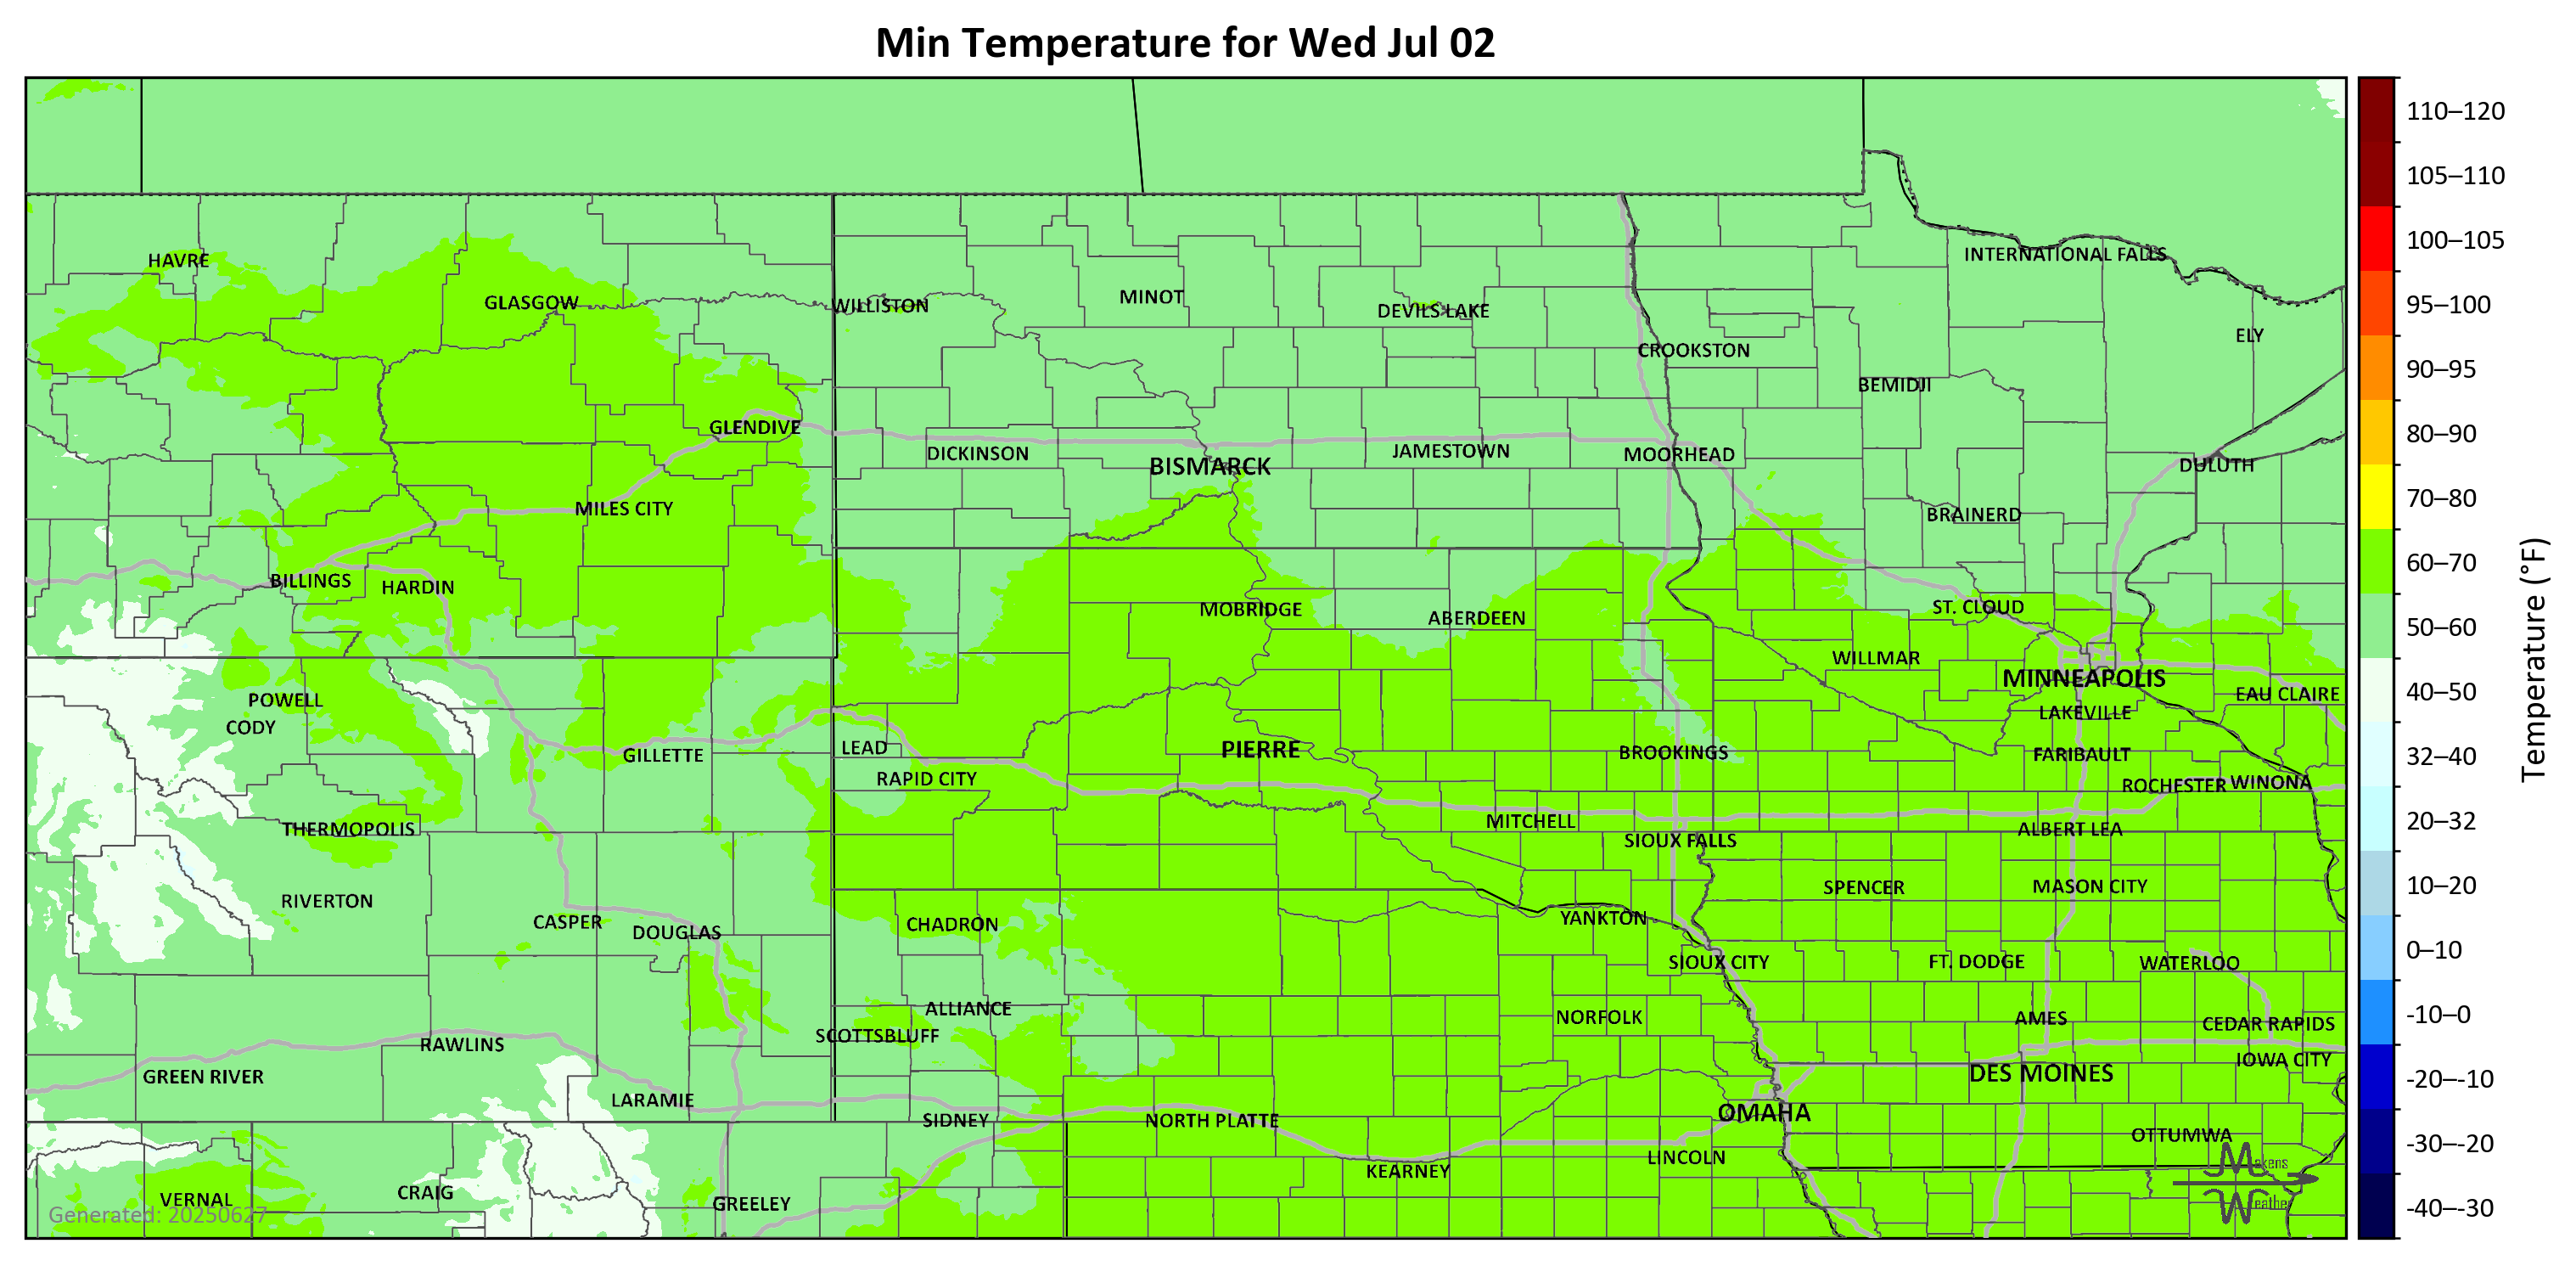 Min Temperature for Wed Jul 02
110–120
105–110
100–105
95–100
90–95
80–90
70–80
60–70
50–60
40–50
32–40
20–32
10–20
0–10
-10–0
-20–-10
-30–-20
-40–-30
Temperature (°F)
HAVRE
GLASGOW
WILLISTON
MINOT
DEVILS LAKE
INTERNATIONAL FALLS
CROOKSTON
ELY
BEMIDJI
GLENDIVE
DICKINSON
BISMARCK
JAMESTOWN
MOORHEAD
DULUTH
MILES CITY
BRAINERD
BILLINGS
HARDIN
MOBRIDGE
ABERDEEN
ST. CLOUD
WILLMAR
MINNEAPOLIS
EAU CLAIRE
POWELL
CODY
LAKEVILLE
GILLETTE
LEAD
PIERRE
BROOKINGS
FARIBAULT
RAPID CITY
ROCHESTER
WINONA
THERMOPOLIS
MITCHELL
SIOUX FALLS
ALBERT LEA
RIVERTON
SPENCER
MASON CITY
CASPER
DOUGLAS
CHADRON
YANKTON
SIOUX CITY
FT. DODGE
WATERLOO
ALLIANCE
SCOTTSBLUFF
NORFOLK
AMES
CEDAR RAPIDS
RAWLINS
IOWA CITY
GREEN RIVER
DES MOINES
LARAMIE
SIDNEY
NORTH PLATTE
OMAHA
OTTUMWA
LINCOLN
KEARNEY
VERNAL
CRAIG
GREELEY
Generated: 20250627
Makens
Weather